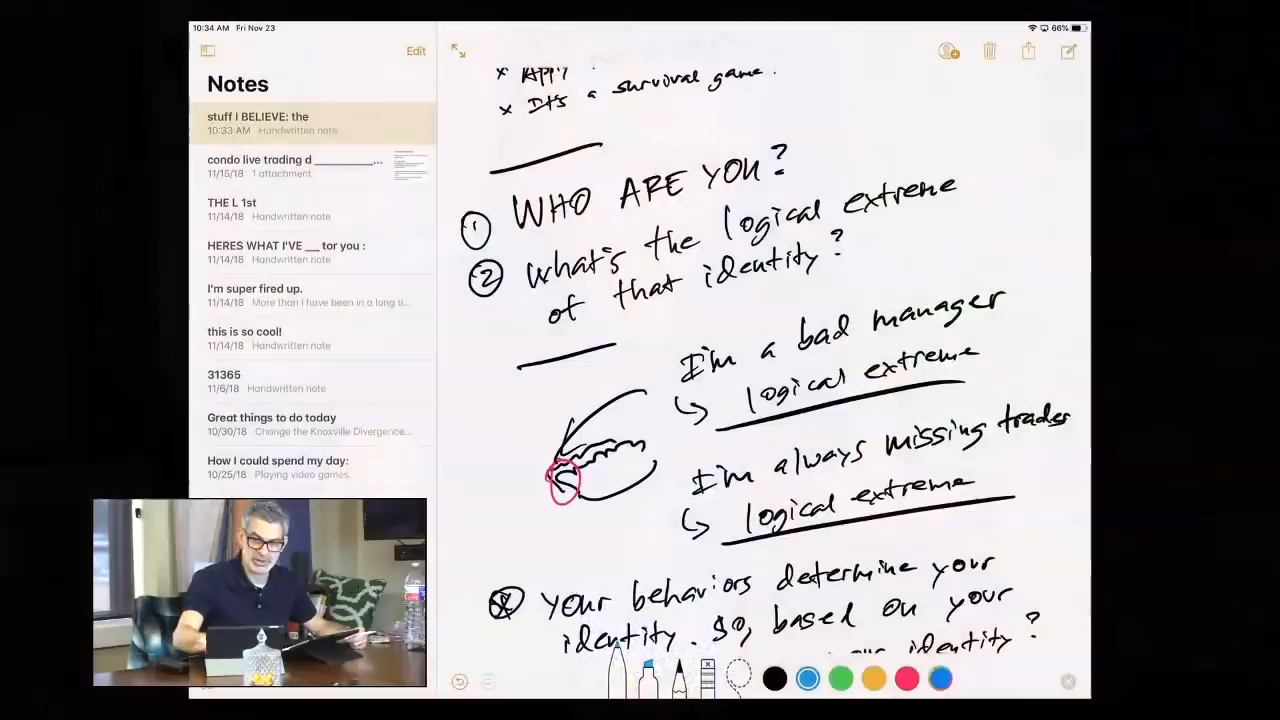 10:34 AM Fri Nov 23
66%
Edit
Notes
stuff I BELIEVE: the
10:33 AM Handwritten note
condo live trading d __________...
11/15/18 1 attachment
THE L 1st
11/14/18 Handwritten note
HERES WHAT I'VE __ tor you :
11/14/18 Handwritten note
I'm super fired up.
11/14/18 More than I have been in a long ti...
this is so cool!
11/14/18 Handwritten note
31365
11/6/18 Handwritten note
Great things to do today
10/30/18 Change the Knoxville Divergence...
How I could spend my day:
10/25/18 Playing video games.
x
x It's a survival game.
① WHO ARE YOU?
② what's the logical extreme
of that identity?
I'm a bad manager
↳ logical extreme
I'm always missing trades
↳ logical extreme
your behaviors determine your
identity. So, based on your
identity?